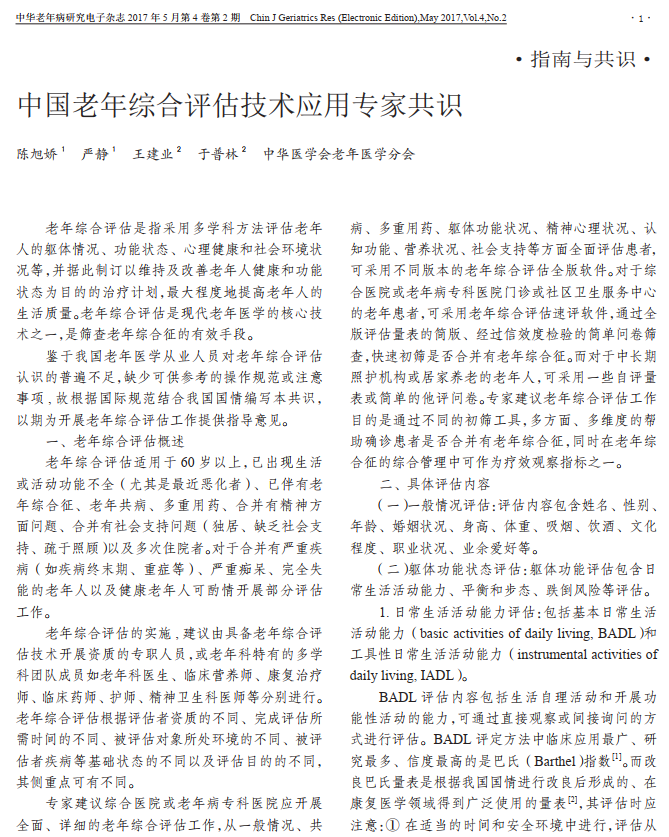 中华老年病研究电子杂志 2017 年 5 月第 4 卷第 2 期 Chin J Geriatrics Res (Electronic Edition),May 2017,Vol.4,No.2 · 1 ·
· 指南与共识 ·
中国老年综合评估技术应用专家共识
陈旭娇1 严静1 王建业2 于普林2 中华医学会老年医学分会
老年综合评估是指采用多学科方法评估老年
人的躯体情况、功能状态、心理健康和社会环境状
况等,并据此制订以维持及改善老年人健康和功能
状态为目的的治疗计划,最大程度地提高老年人的
生活质量。老年综合评估是现代老年医学的核心技
术之一,是筛查老年综合征的有效手段。
鉴于我国老年医学从业人员对老年综合评估
认识的普遍不足,缺少可供参考的操作规范或注意
事项,故根据国际规范结合我国国情编写本共识,
以期为开展老年综合评估工作提供指导意见。
一、老年综合评估概述
老年综合评估适用于 60 岁以上,已出现生活
或活动功能不全（尤其是最近恶化者）、已伴有老
年综合征、老年共病、多重用药、合并有精神方
面问题、合并有社会支持问题（独居、缺乏社会支
持、疏于照顾)以及多次住院者。对于合并有严重疾
病（如疾病终末期、重症等）、严重痴呆、完全失
能的老年人以及健康老年人可酌情开展部分评估
工作。
老年综合评估的实施,建议由具备老年综合评
估技术开展资质的专职人员,或老年科特有的多学
科团队成员如老年科医生、临床营养师、康复治疗
师、临床药师、护师、精神卫生科医师等分别进行。
老年综合评估根据评估者资质的不同、完成评估所
需时间的不同、被评估对象所处环境的不同、被评
估者疾病等基础状态的不同以及评估目的的不同,
其侧重点可有不同。
专家建议综合医院或老年病专科医院应开展
全面、详细的老年综合评估工作,从一般情况、共
病、多重用药、躯体功能状况、精神心理状况、认
知功能、营养状况、社会支持等方面全面评估患者,
可采用不同版本的老年综合评估全版软件。对于综
合医院或老年病专科医院门诊或社区卫生服务中心
的老年患者,可采用老年综合评估速评软件,通过全
版评估量表的简版、经过信效度检验的简单问卷筛
查,快速初筛是否合并有老年综合征。而对于中长期
照护机构或居家养老的老年人,可采用一些自评量
表或简单的他评问卷。专家建议老年综合评估工作
目的是通过不同的初筛工具,多方面、多维度的帮
助确诊患者是否合并有老年综合征,同时在老年综
合征的综合管理中可作为疗效观察指标之一。
二、具体评估内容
(一)一般情况评估:评估内容包含姓名、性别、
年龄、婚姻状况、身高、体重、吸烟、饮酒、文化
程度、职业状况、业余爱好等。
(二)躯体功能状态评估:躯体功能评估包含日
常生活活动能力、平衡和步态、跌倒风险等评估。
1. 日常生活活动能力评估:包括基本日常生活
活动能力（basic activities of daily living, BADL)和
工具性日常生活活动能力（instrumental activities of
daily living, IADL）。
BADL 评估内容包括生活自理活动和开展功
能性活动的能力,可通过直接观察或间接询问的方
式进行评估。BADL 评定方法中临床应用最广、研
究最多、信度最高的是巴氏（Barthel)指数[1]。而改
良巴氏量表是根据我国国情进行改良后形成的、在
康复医学领域得到广泛使用的量表[2],其评估时应
注意:① 在适当的时间和安全环境中进行,评估从